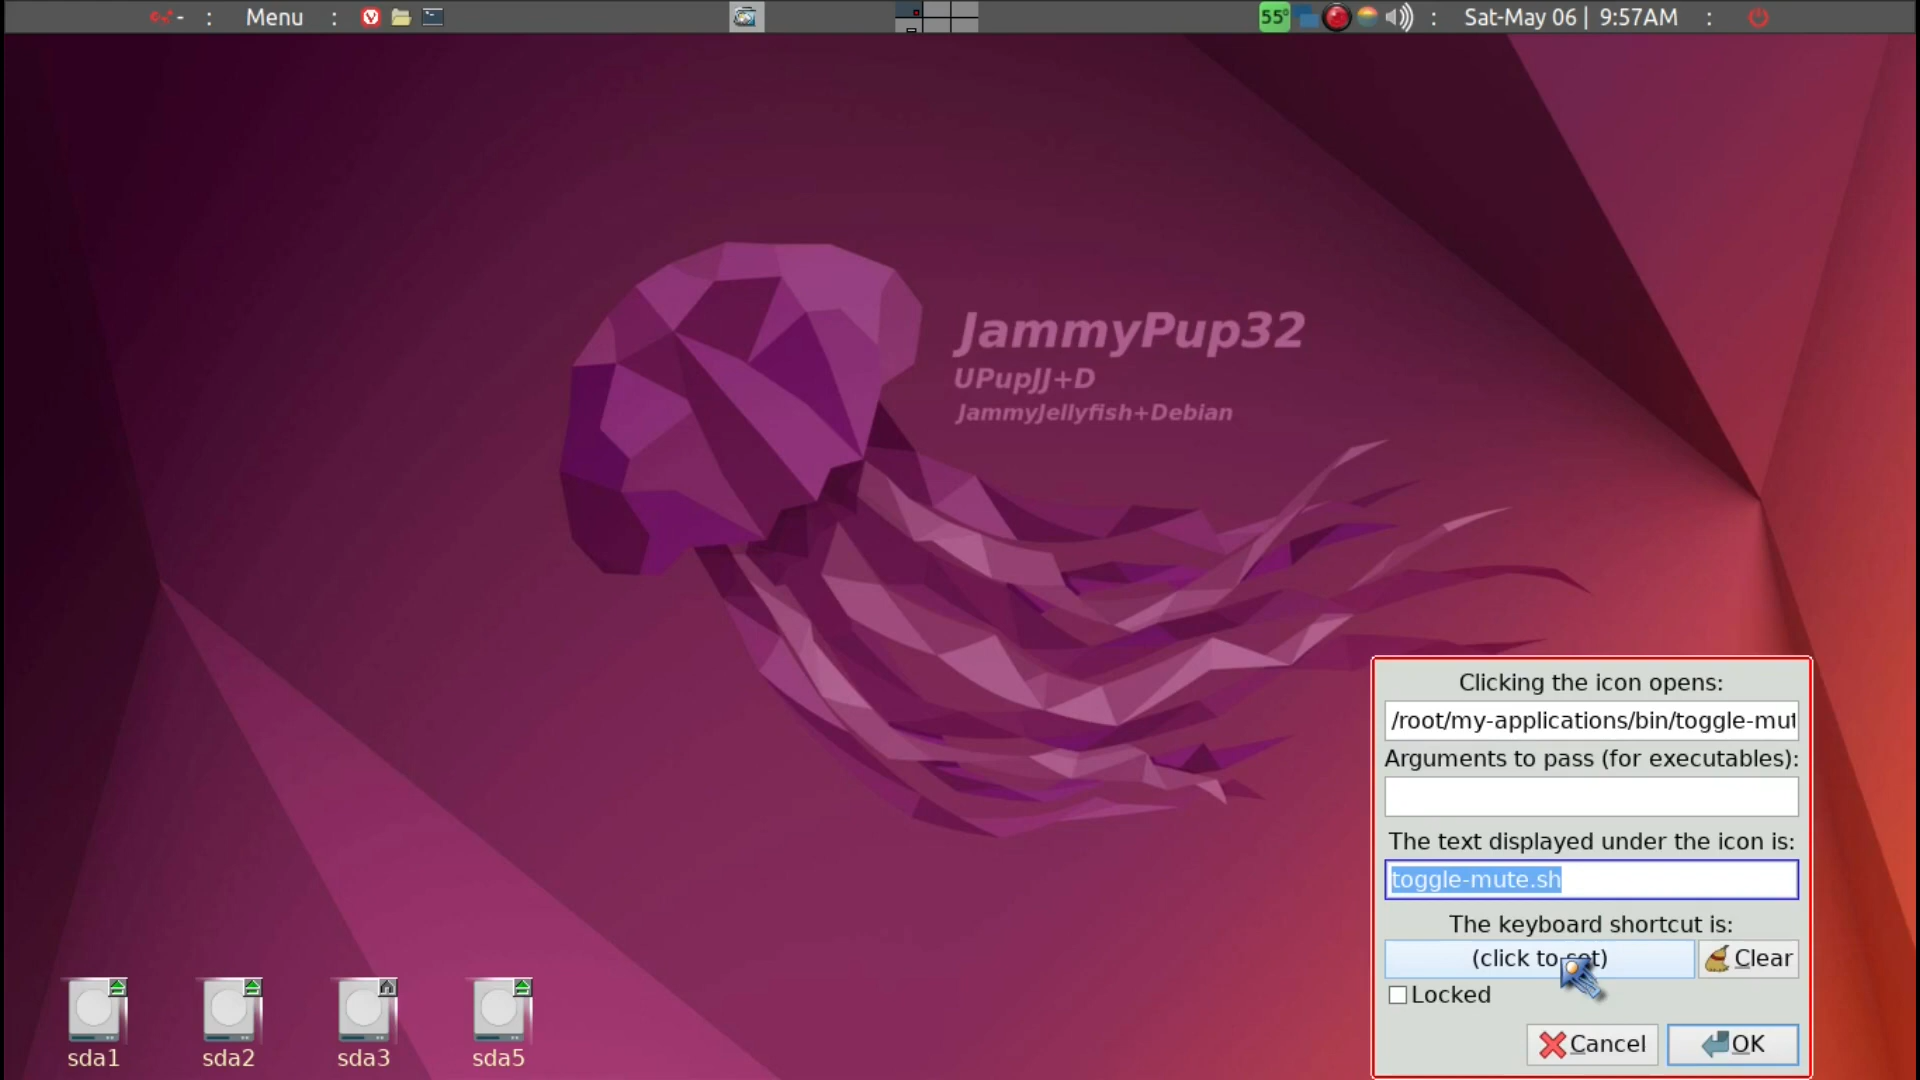 Menu
55°
Sat-May 06 | 9:57AM
JammyPup32
UPupJJ+D
JammyJellyfish+Debian
Clicking the icon opens:
/root/my-applications/bin/toggle-mut
Arguments to pass (for executables):
The text displayed under the icon is:
toggle-mute.sh
The keyboard shortcut is:
(click to set)
Clear
Locked
Cancel
OK
sda1
sda2
sda3
sda5